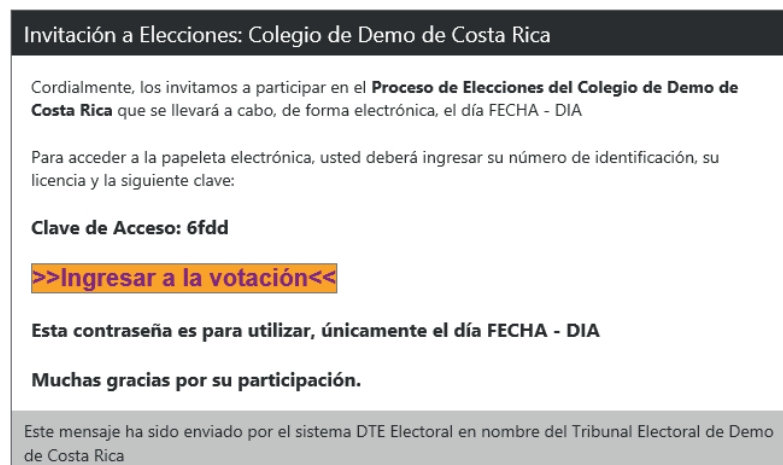 Invitación a Elecciones: Colegio de Demo de Costa Rica
Cordialmente, los invitamos a participar en el Proceso de Elecciones del Colegio de Demo de
Costa Rica que se llevará a cabo, de forma electrónica, el día FECHA - DIA
Para acceder a la papeleta electrónica, usted deberá ingresar su número de identificación, su
licencia y la siguiente clave:
Clave de Acceso: 6fdd
>>Ingresar a la votación<<
Esta contraseña es para utilizar, únicamente el día FECHA - DIA
Muchas gracias por su participación.
Este mensaje ha sido enviado por el sistema DTE Electoral en nombre del Tribunal Electoral de Demo
de Costa Rica